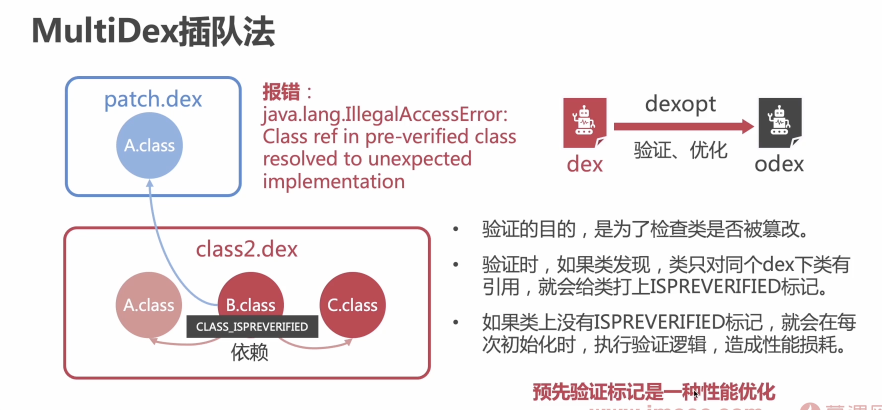 MultiDex插队法
patch.dex
A.class
报错：
java.lang.IllegalAccessError:
Class ref in pre-verified class
resolved to unexpected
implementation
dexopt
验证、优化
dex
odex
class2.dex
A.class
B.class
C.class
CLASS_ISPREVERIFIED
依赖
• 验证的目的，是为了检查类是否被篡改。
• 验证时，如果类发现，类只对同个dex下类有
引用，就会给类打上ISPREVERIFIED标记。
• 如果类上没有ISPREVERIFIED标记，就会在每
次初始化时，执行验证逻辑，造成性能损耗。
预先验证标记是一种性能优化